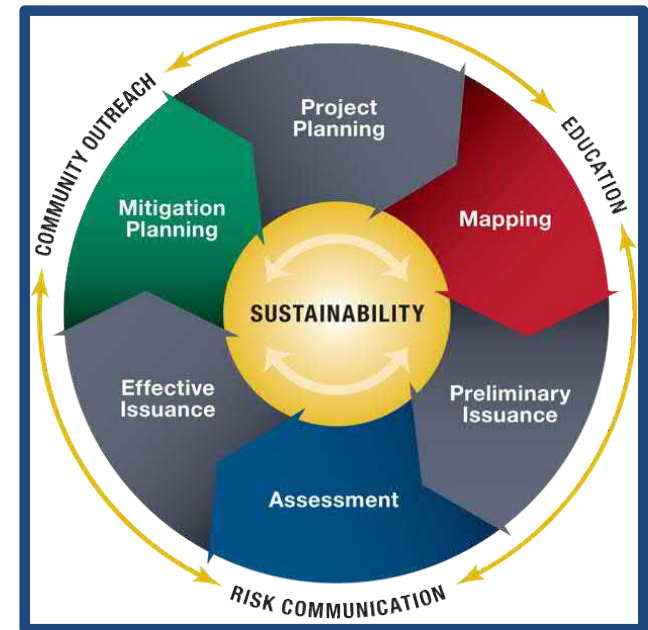 COMMUNITY OUTREACH
EDUCATION
Project
Planning
Mitigation
Planning
Mapping
SUSTAINABILITY
Effective
Issuance
Preliminary
Issuance
Assessment
RISK COMMUNICATION